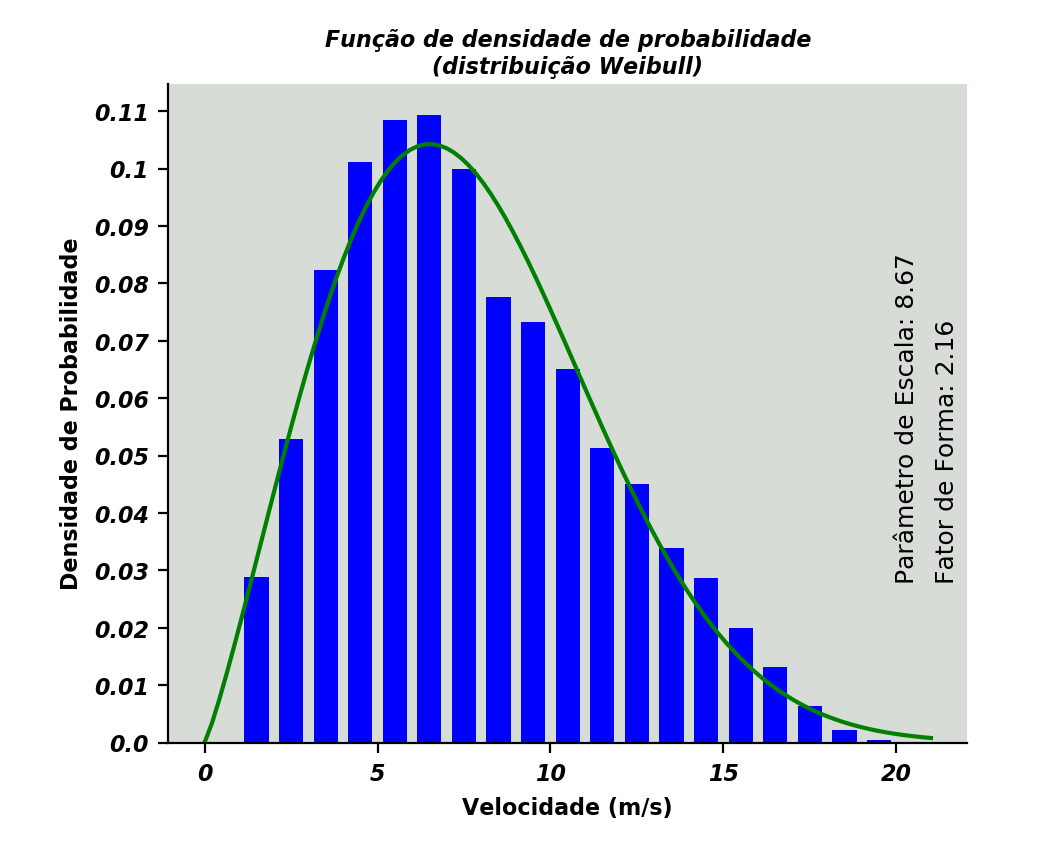 Função de densidade de probabilidade
(distribuição Weibull)
Densidade de Probabilidade
0.11
0.1
0.09
0.08
0.07
0.06
0.05
0.04
0.03
0.02
0.01
0.0
Parâmetro de Escala: 8.67
Fator de Forma: 2.16
0 5 10 15 20
Velocidade (m/s)